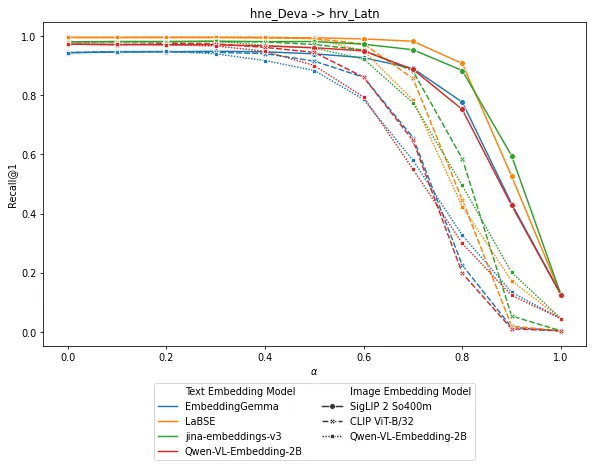 hne_Deva -> hrv_Latn
Recall@1
1.0
0.8
0.6
0.4
0.2
0.0
0.0 0.2 0.4 0.6 0.8 1.0
α
Text Embedding Model
EmbeddingGemma
LaBSE
jina-embeddings-v3
Qwen-VL-Embedding-2B
Image Embedding Model
SigLIP 2 So400m
CLIP ViT-B/32
Qwen-VL-Embedding-2B